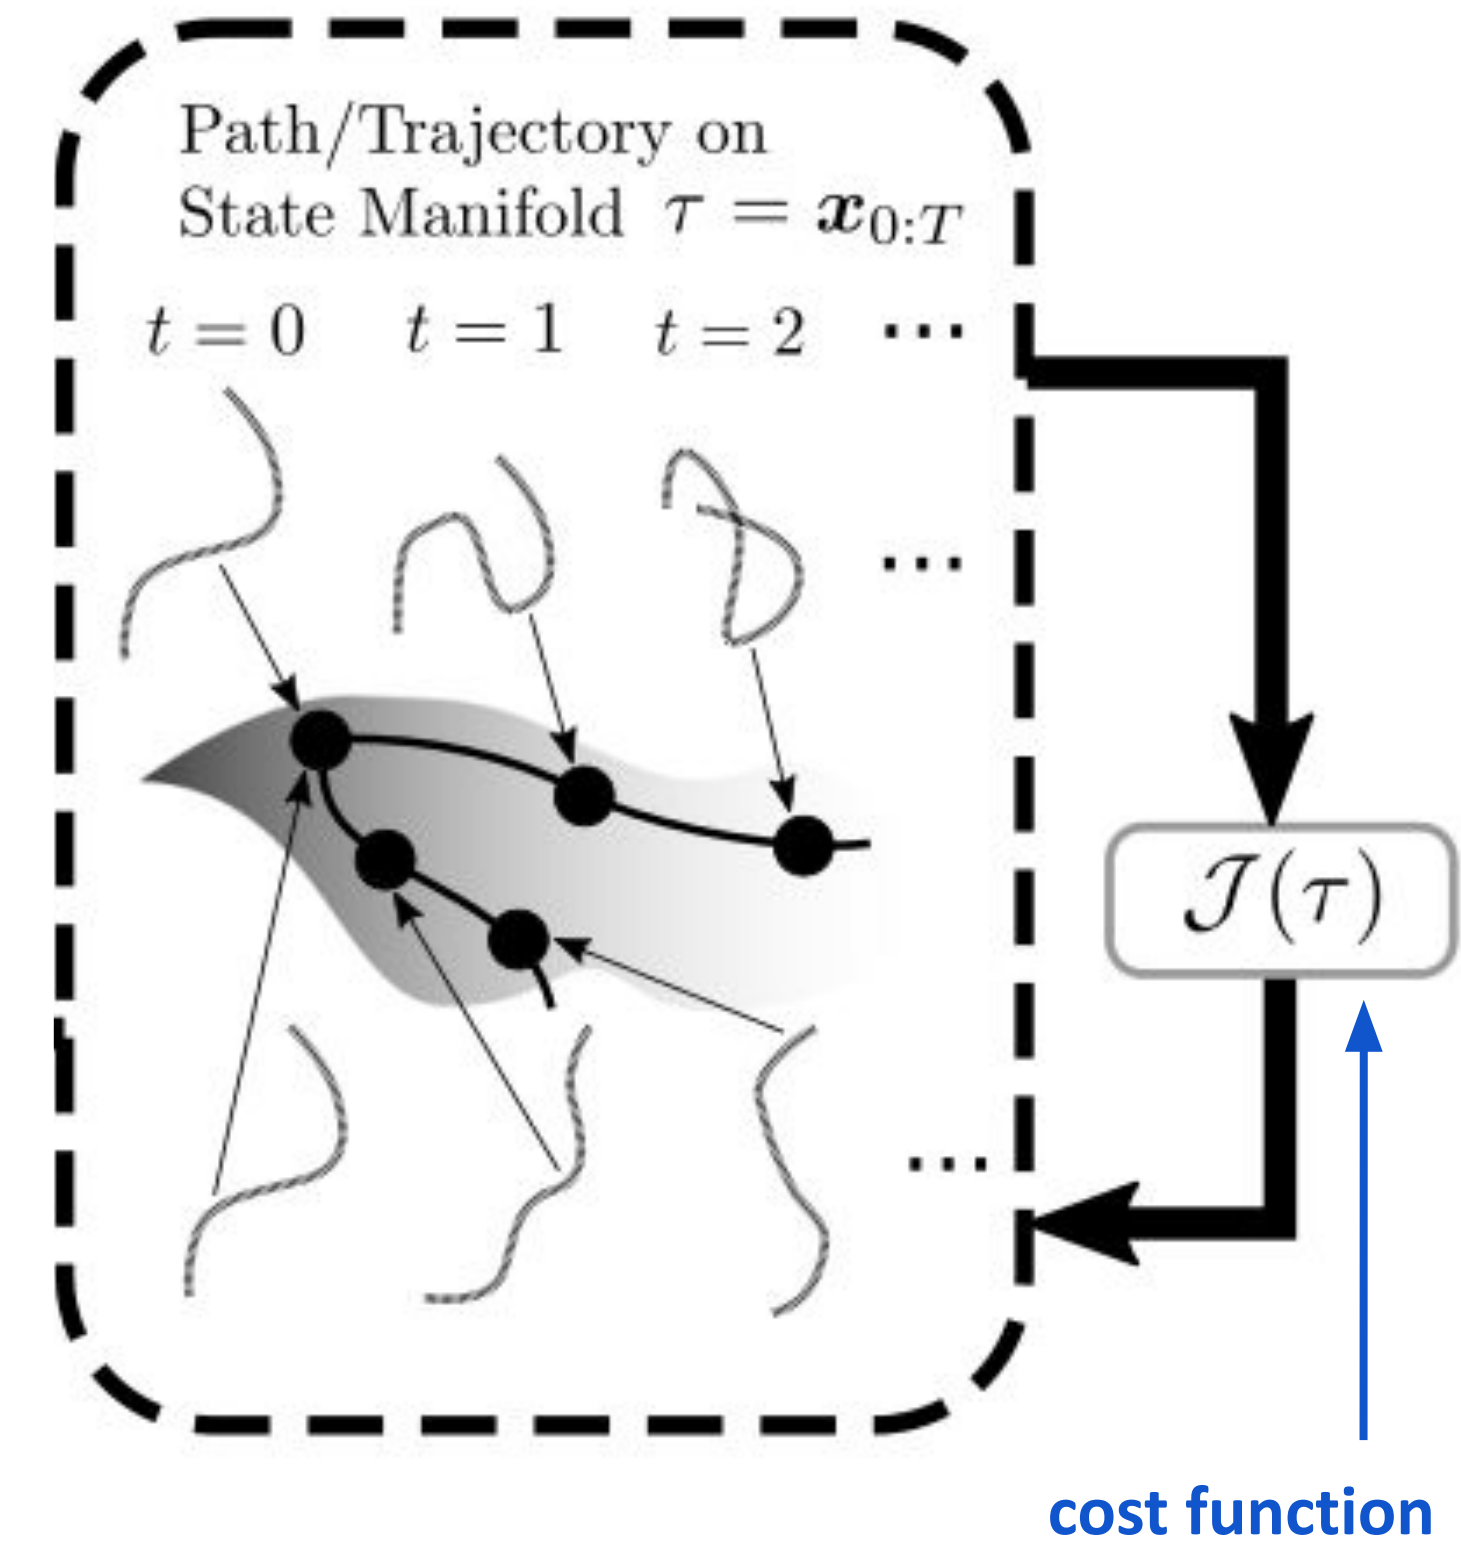 Path/Trajectory on
State Manifold τ = x₀:T
t = 0 t = 1 t = 2 ···
···
𝒥(τ)
···
cost function